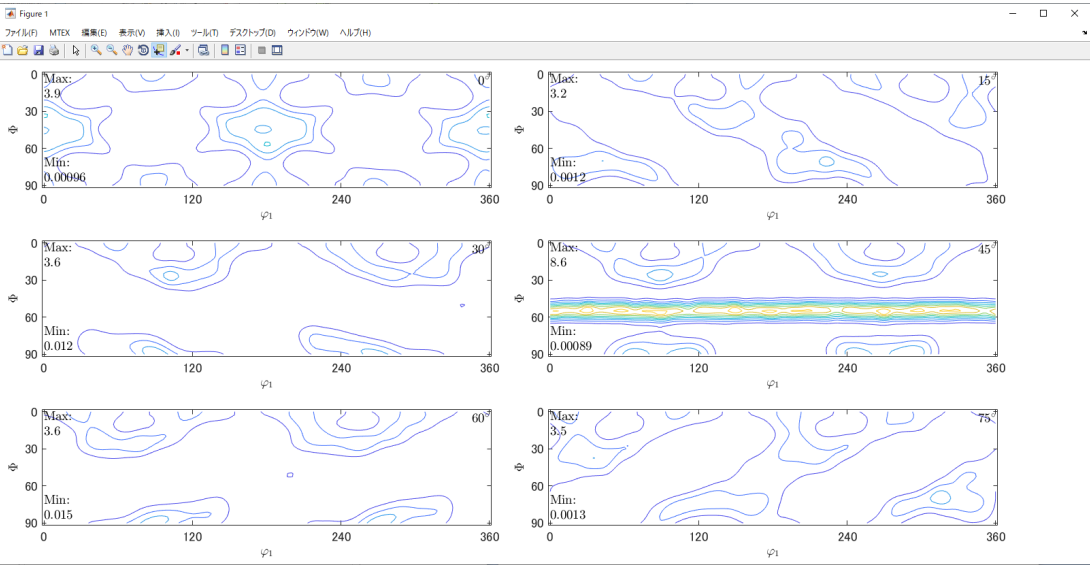 Figure 1
ファイル(F) MTEX 編集(E) 表示(V) 挿入(I) ツール(T) デスクトップ(D) ウィンドウ(W) ヘルプ(H)
Max:
3.9
0°
Min:
0.00096
0
30
60
90
Φ
0 120 240 360
φ1
Max:
3.2
15°
Min:
0.0012
0
30
60
90
Φ
0 120 240 360
φ1
Max:
3.6
30°
Min:
0.012
0
30
60
90
Φ
0 120 240 360
φ1
Max:
8.6
45°
Min:
0.00089
0
30
60
90
Φ
0 120 240 360
φ1
Max:
3.6
60°
Min:
0.015
0
30
60
90
Φ
0 120 240 360
φ1
Max:
3.5
75°
Min:
0.0013
0
30
60
90
Φ
0 120 240 360
φ1